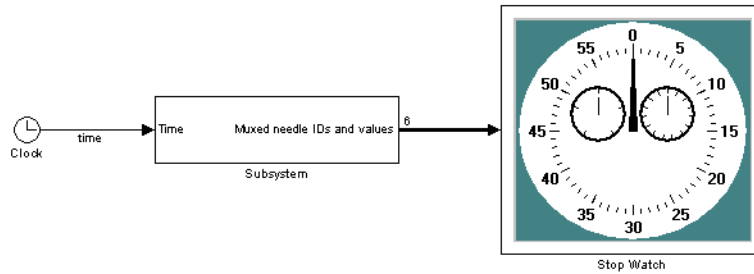 0
55 5
50 10
45 15
40 20
35 25
30
Time Muxed needle IDs and values 6
time
Clock
Subsystem
Stop Watch